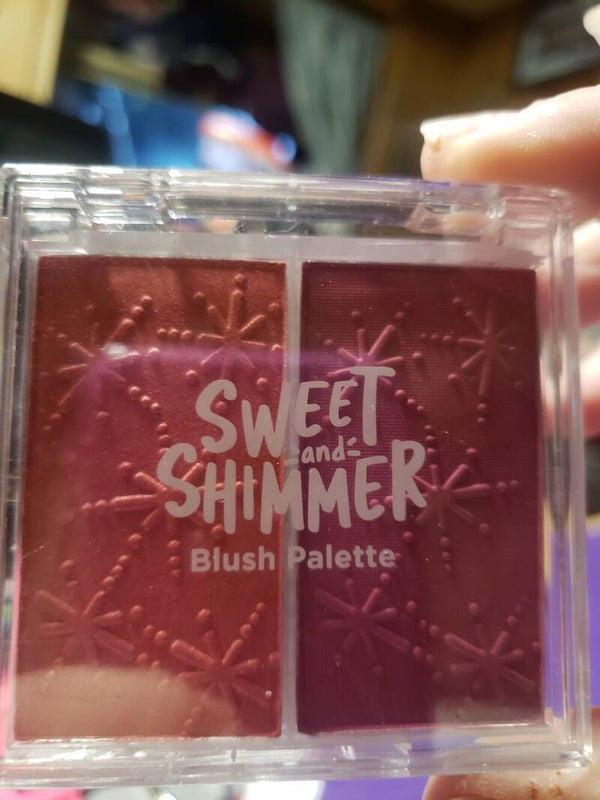 SWEET
and
SHIMMER
Blush Palette